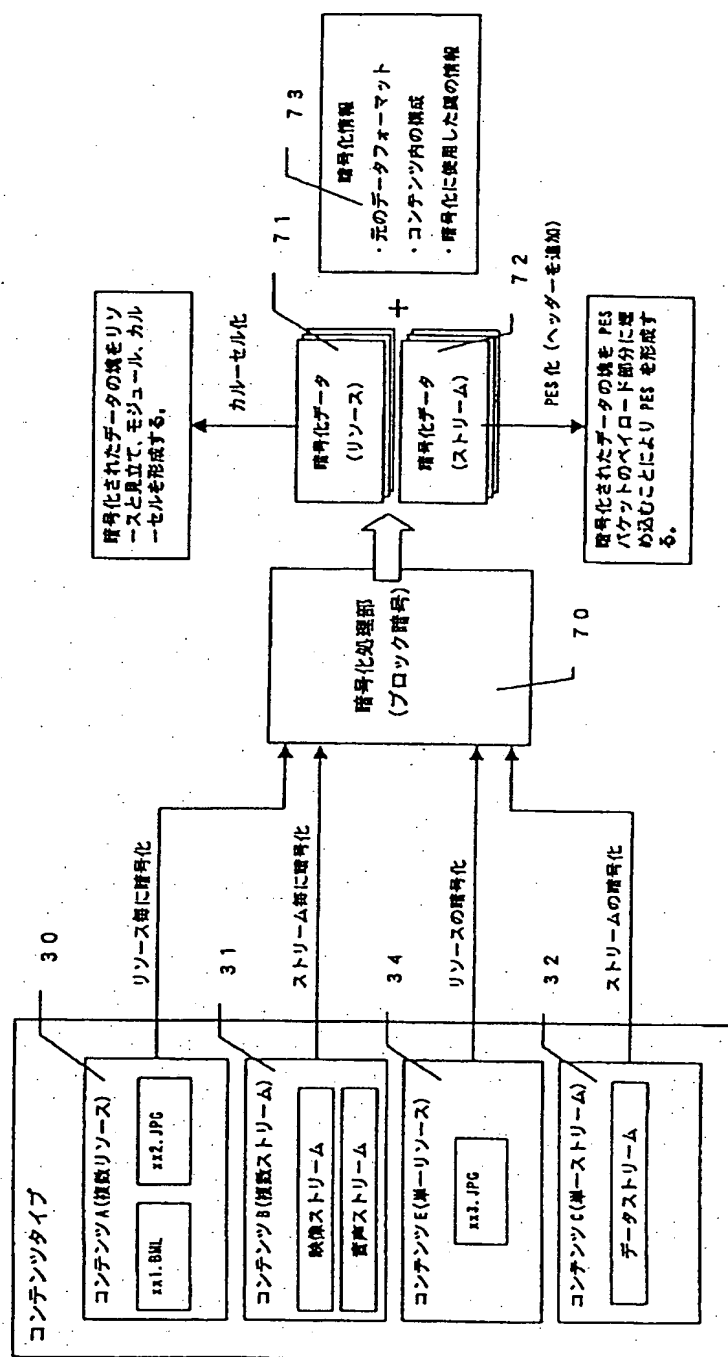 コンテンツタイプ
コンテンツA(複数リソース)
xx1.BML
xx2.JPG
30
リソース毎に暗号化
コンテンツB(複数ストリーム)
映像ストリーム
音声ストリーム
31
ストリーム毎に暗号化
コンテンツE(単一リソース)
xx3.JPG
34
リソースの暗号化
コンテンツC(単一ストリーム)
データストリーム
32
ストリームの暗号化
暗号化処理部
(ブロック暗号)
70
暗号化されたデータの塊をリソ
ースと見立て、モジュール、カル
ーセルを形成する。
カルーセル化
暗号化データ
(リソース)
71
+
暗号化データ
(ストリーム)
72
PES化(ヘッダーを追加)
暗号化されたデータの塊をPES
パケットのペイロード部分に埋
め込むことによりPESを形成す
る。
73
暗号化情報
・元のデータフォーマット
・コンテンツ内の構成
・暗号化に使用した鍵の情報